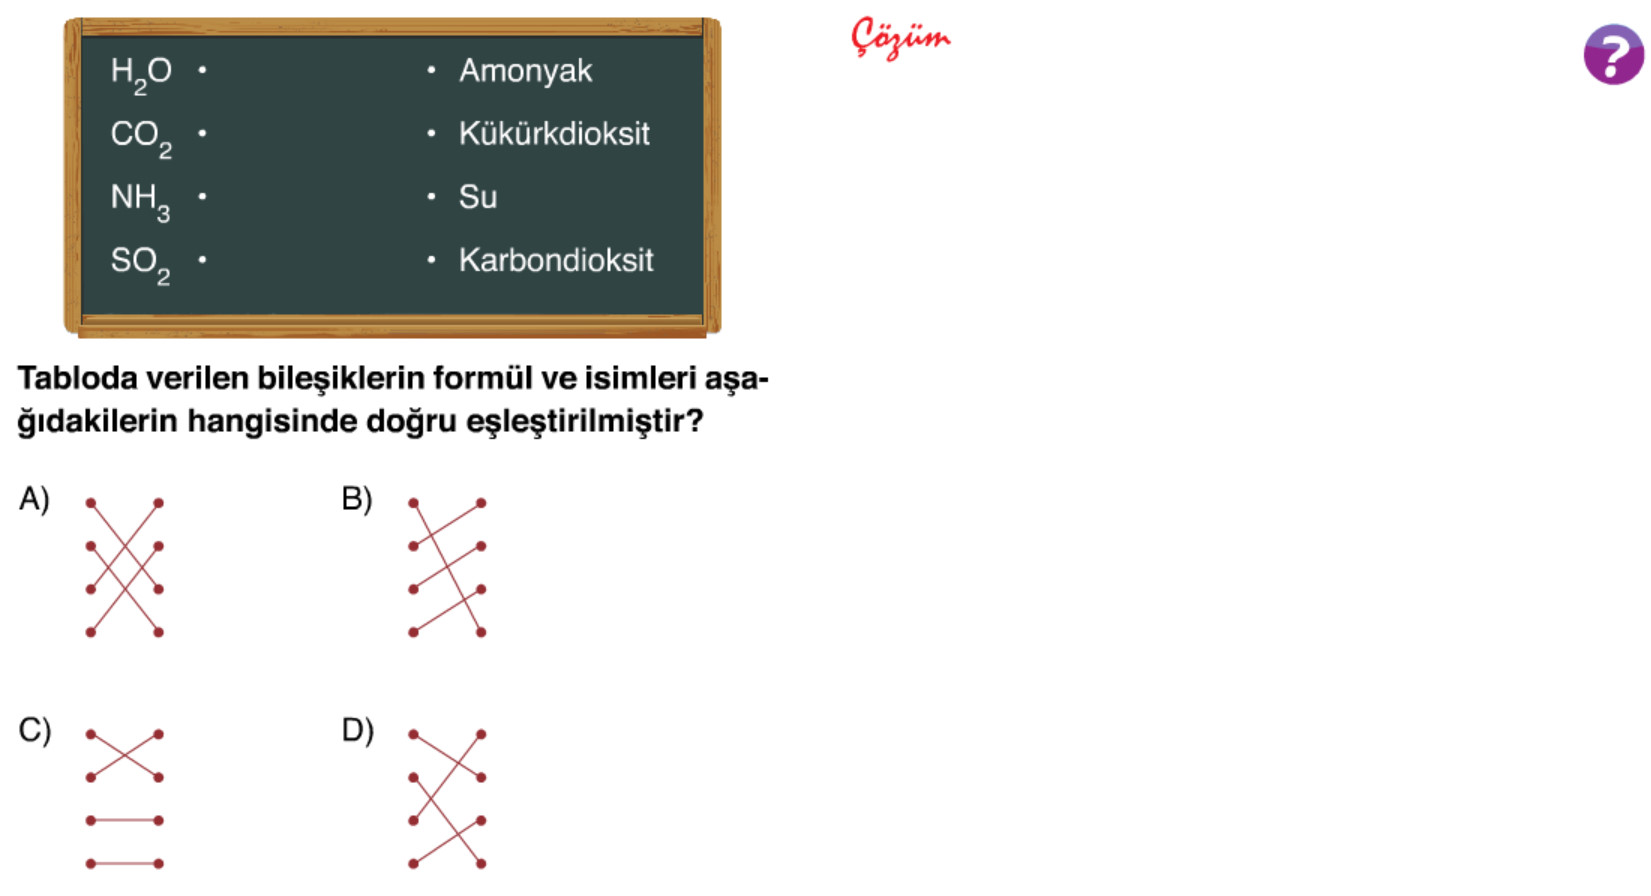 H₂O • • Amonyak
CO₂ • • Kükürkdioksit
NH₃ • • Su
SO₂ • • Karbondioksit
Tabloda verilen bileşiklerin formül ve isimleri aşa-
ğıdakilerin hangisinde doğru eşleştirilmiştir?
A) B)
C) D)
Çözüm
?